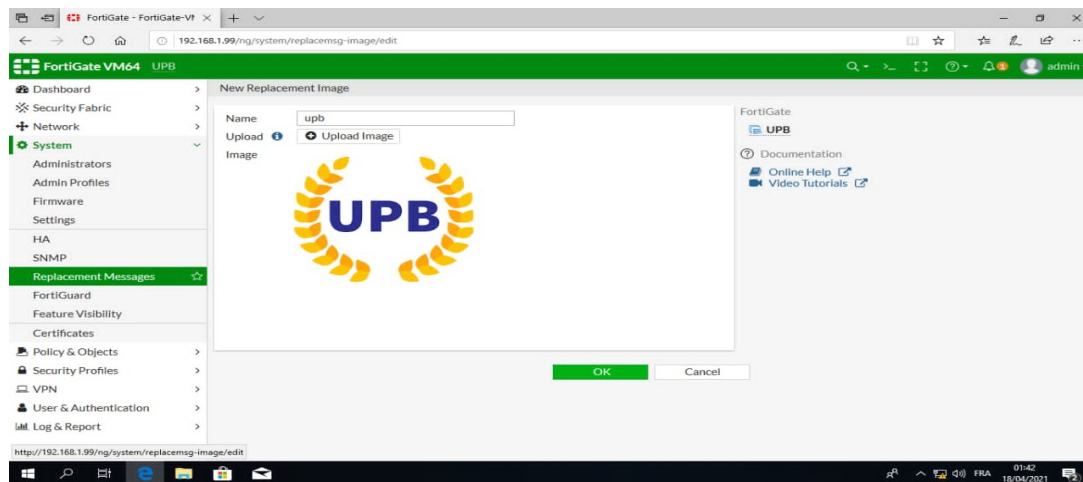 FortiGate - FortiGate-VM
192.168.1.99/ng/system/replacemsg-image/edit
FortiGate VM64 UPB
admin
Dashboard
Security Fabric
Network
System
Administrators
Admin Profiles
Firmware
Settings
HA
SNMP
Replacement Messages
FortiGuard
Feature Visibility
Certificates
Policy & Objects
Security Profiles
VPN
User & Authentication
Log & Report
New Replacement Image
Name upb
Upload Upload Image
Image
UPB
OK Cancel
FortiGate
UPB
Documentation
Online Help
Video Tutorials
http://192.168.1.99/ng/system/replacemsg-image/edit
FRA
01:42
18/04/2021